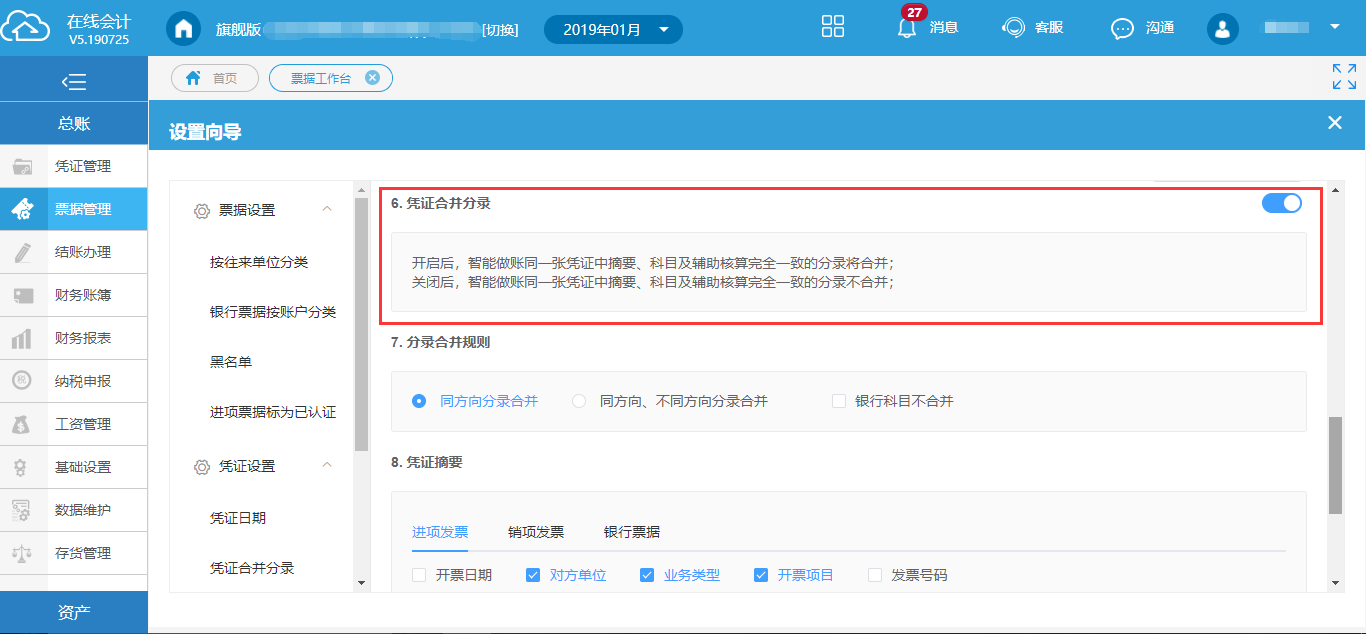 在线会计
V5.190725
旗舰版
[切换]
2019年01月
27
消息
客服
沟通
首页
票据工作台
总账
凭证管理
票据管理
结账办理
财务账簿
财务报表
纳税申报
工资管理
基础设置
数据维护
存货管理
资产
设置向导
票据设置
按往来单位分类
银行票据按账户分类
黑名单
进项票据标为已认证
凭证设置
凭证日期
凭证合并分录
6. 凭证合并分录
开启后，智能做账同一张凭证中摘要、科目及辅助核算完全一致的分录将合并；
关闭后，智能做账同一张凭证中摘要、科目及辅助核算完全一致的分录不合并；
7. 分录合并规则
同方向分录合并 同方向、不同方向分录合并 银行科目不合并
8. 凭证摘要
进项发票 销项发票 银行票据
开票日期 对方单位 业务类型 开票项目 发票号码